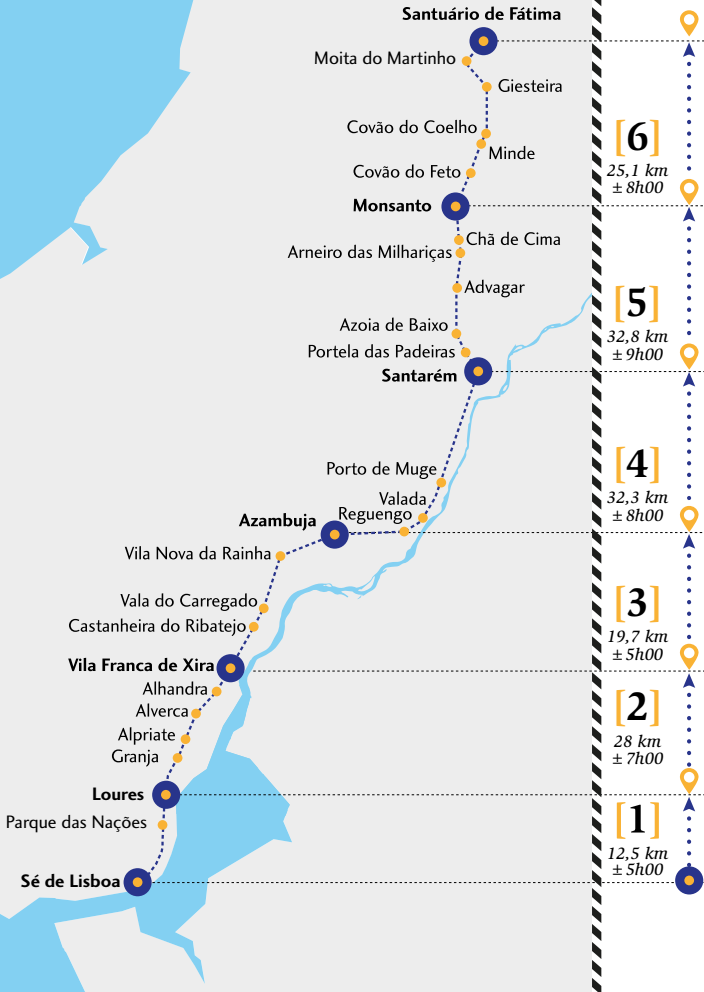 Santuário de Fátima
Moita do Martinho
Giesteira
Covão do Coelho
Minde
Covão do Feto
[6]
25,1 km
± 8h00
Monsanto
Chã de Cima
Arneiro das Milhariças
Advagar
Azoia de Baixo
Portela das Padeiras
[5]
32,8 km
± 9h00
Santarém
Porto de Muge
Valada
Reguengo
[4]
32,3 km
± 8h00
Azambuja
Vila Nova da Rainha
Vala do Carregado
Castanheira do Ribatejo
[3]
19,7 km
± 5h00
Vila Franca de Xira
Alhandra
Alverca
Alpriate
Granja
[2]
28 km
± 7h00
Loures
Parque das Nações
[1]
12,5 km
± 5h00
Sé de Lisboa